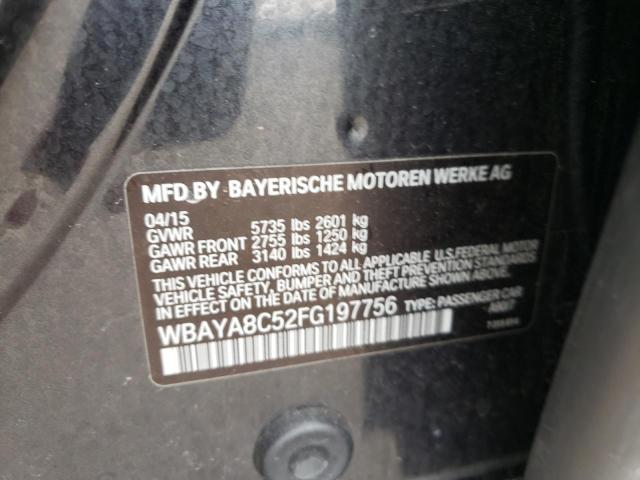 MFD BY BAYERISCHE MOTOREN WERKE AG
04/15
GVWR 5735 lbs 2601 kg
GAWR FRONT 2755 lbs 1250 kg
GAWR REAR 3140 lbs 1424 kg
THIS VEHICLE CONFORMS TO ALL APPLICABLE U.S. FEDERAL MOTOR
VEHICLE SAFETY, BUMPER, AND THEFT PREVENTION STANDARDS
IN EFFECT ON THE DATE OF MANUFACTURE SHOWN ABOVE.
WBAYA8C52FG197756 TYPE: PASSENGER CAR